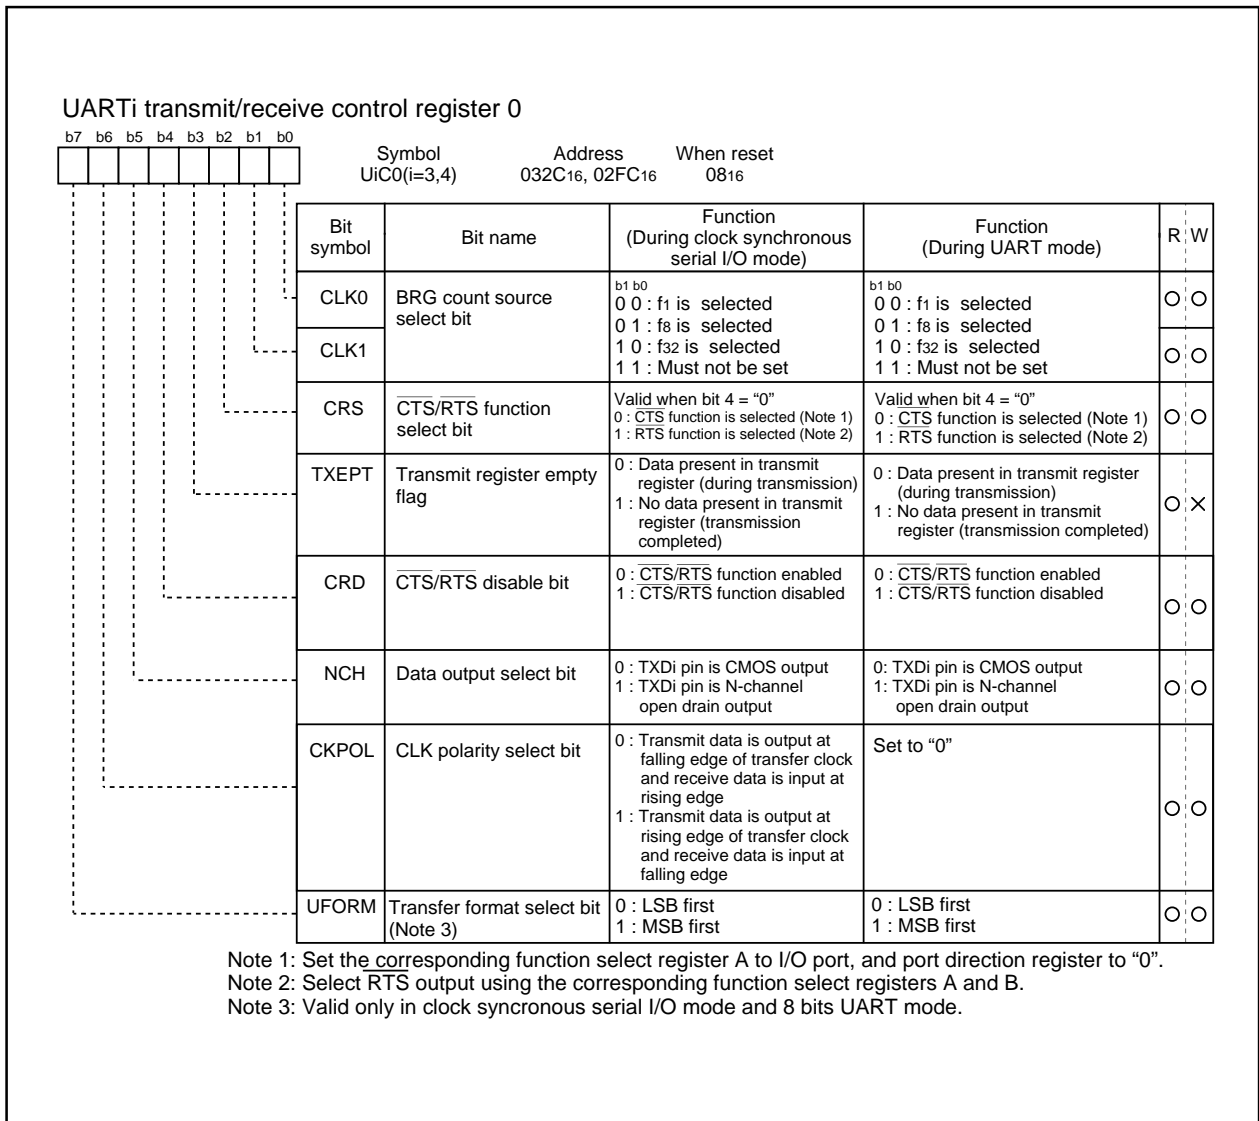 UARTi transmit/receive control register 0
b7 b6 b5 b4 b3 b2 b1 b0
Symbol Address When reset
UiC0(i=3,4) 032C16, 02FC16 0816
Bit symbol Bit name Function (During clock synchronous serial I/O mode) Function (During UART mode) R W
CLK0
CLK1
BRG count source
select bit
b1 b0
0 0 : f1 is selected
0 1 : f8 is selected
1 0 : f32 is selected
1 1 : Must not be set
b1 b0
0 0 : f1 is selected
0 1 : f8 is selected
1 0 : f32 is selected
1 1 : Must not be set
CRS
CTS/RTS function
select bit
Valid when bit 4 = “0”
0 : CTS function is selected (Note 1)
1 : RTS function is selected (Note 2)
Valid when bit 4 = “0”
0 : CTS function is selected (Note 1)
1 : RTS function is selected (Note 2)
TXEPT
Transmit register empty
flag
0 : Data present in transmit
register (during transmission)
1 : No data present in transmit
register (transmission
completed)
0 : Data present in transmit register
(during transmission)
1 : No data present in transmit
register (transmission completed)
CRD
CTS/RTS disable bit
0 : CTS/RTS function enabled
1 : CTS/RTS function disabled
0 : CTS/RTS function enabled
1 : CTS/RTS function disabled
NCH
Data output select bit
0 : TXDi pin is CMOS output
1 : TXDi pin is N-channel
open drain output
0: TXDi pin is CMOS output
1: TXDi pin is N-channel
open drain output
CKPOL
CLK polarity select bit
0 : Transmit data is output at
falling edge of transfer clock
and receive data is input at
rising edge
1 : Transmit data is output at
rising edge of transfer clock
and receive data is input at
falling edge
Set to “0”
UFORM
Transfer format select bit
(Note 3)
0 : LSB first
1 : MSB first
0 : LSB first
1 : MSB first
Note 1: Set the corresponding function select register A to I/O port, and port direction register to “0”.
Note 2: Select RTS output using the corresponding function select registers A and B.
Note 3: Valid only in clock syncronous serial I/O mode and 8 bits UART mode.